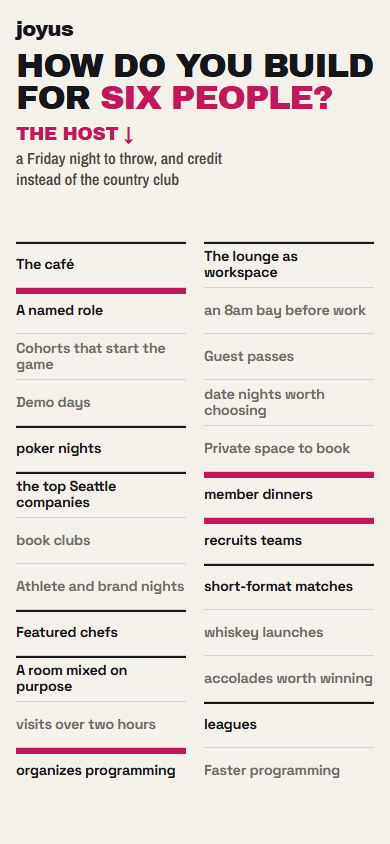 joyus
HOW DO YOU BUILD
FOR SIX PEOPLE?
THE HOST ↓
a Friday night to throw, and credit
instead of the country club
The café
A named role
Cohorts that start the
game
Demo days
poker nights
the top Seattle
companies
book clubs
Athlete and brand nights
Featured chefs
A room mixed on
purpose
visits over two hours
organizes programming
The lounge as
workspace
an 8am bay before work
Guest passes
date nights worth
choosing
Private space to book
member dinners
recruits teams
short-format matches
whiskey launches
accolades worth winning
leagues
Faster programming